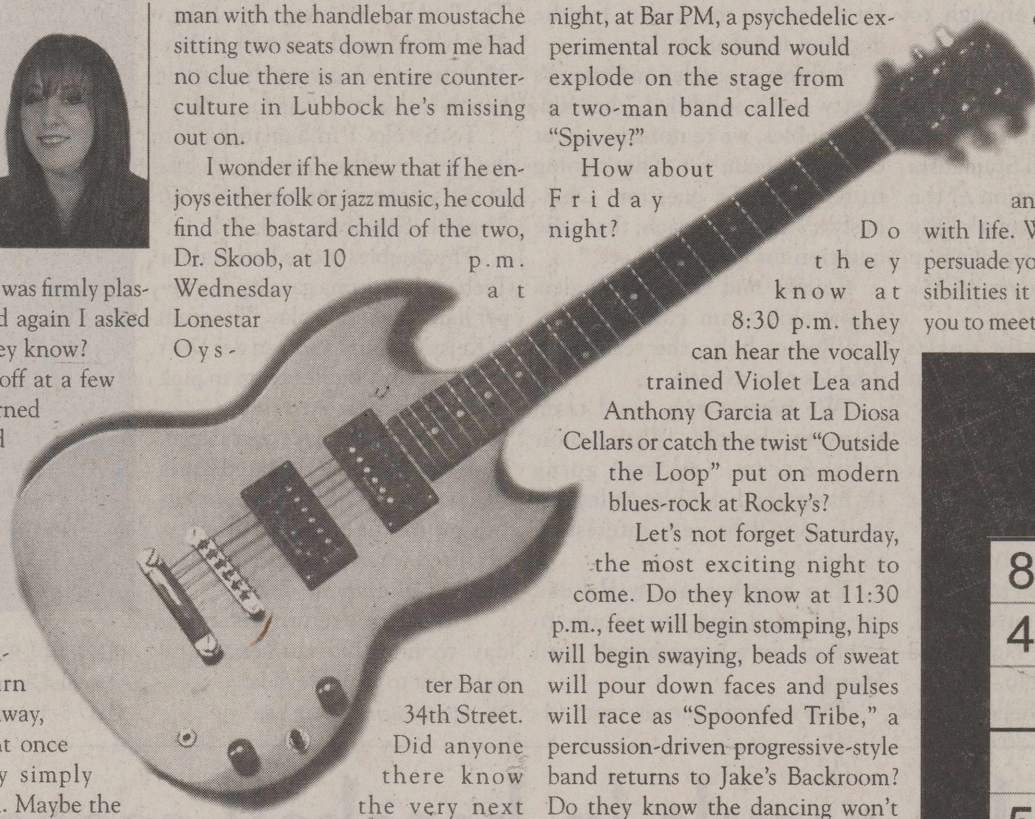 was firmly plas-
d again I asked
ey know?
off at a few
rned
d
urn
way,
at once
y simply
. Maybe the
man with the handlebar moustache
sitting two seats down from me had
no clue there is an entire counter-
culture in Lubbock he's missing
out on.
I wonder if he knew that if he en-
joys either folk or jazz music, he could
find the bastard child of the two,
Dr. Skoob, at 10 p.m.
Wednesday at
Lonestar
Oys-
ter Bar on
34th Street.
Did anyone
there know
the very next
night, at Bar PM, a psychedelic ex-
perimental rock sound would
explode on the stage from
a two-man band called
“Spivey?”
How about
Friday
night?
Do
they
know at
8:30 p.m. they
can hear the vocally
trained Violet Lea and
Anthony Garcia at La Diosa
Cellars or catch the twist “Outside
the Loop” put on modern
blues-rock at Rocky's?
Let's not forget Saturday,
the most exciting night to
come. Do they know at 11:30
p.m., feet will begin stomping, hips
will begin swaying, beads of sweat
will pour down faces and pulses
will race as “Spoonfed Tribe,” a
percussion-driven progressive-style
band returns to Jake's Backroom?
Do they know the dancing won't
an
with life. W
persuade yo
sibilities it
you to meet
8
4
5